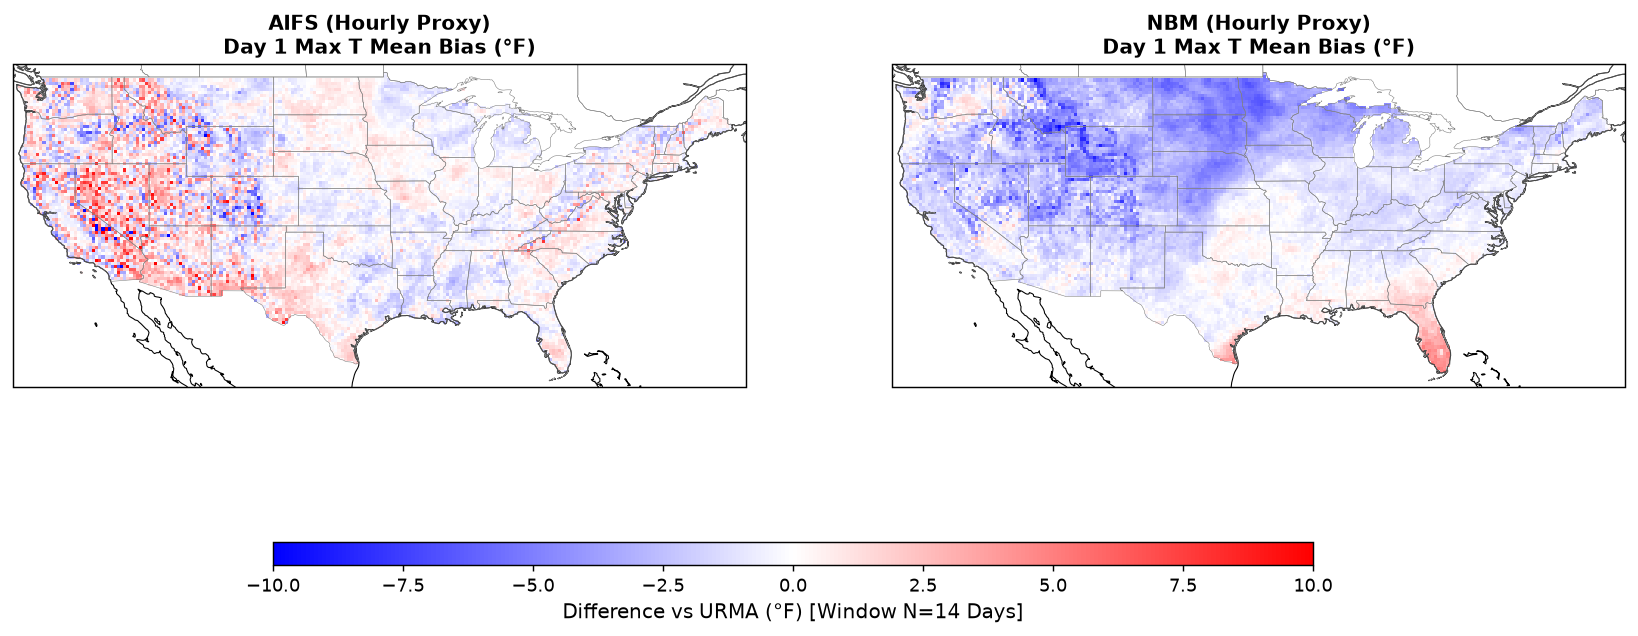 AIFS (Hourly Proxy)
Day 1 Max T Mean Bias (°F)
NBM (Hourly Proxy)
Day 1 Max T Mean Bias (°F)
−10.0 −7.5 −5.0 −2.5 0.0 2.5 5.0 7.5 10.0
Difference vs URMA (°F) [Window N=14 Days]